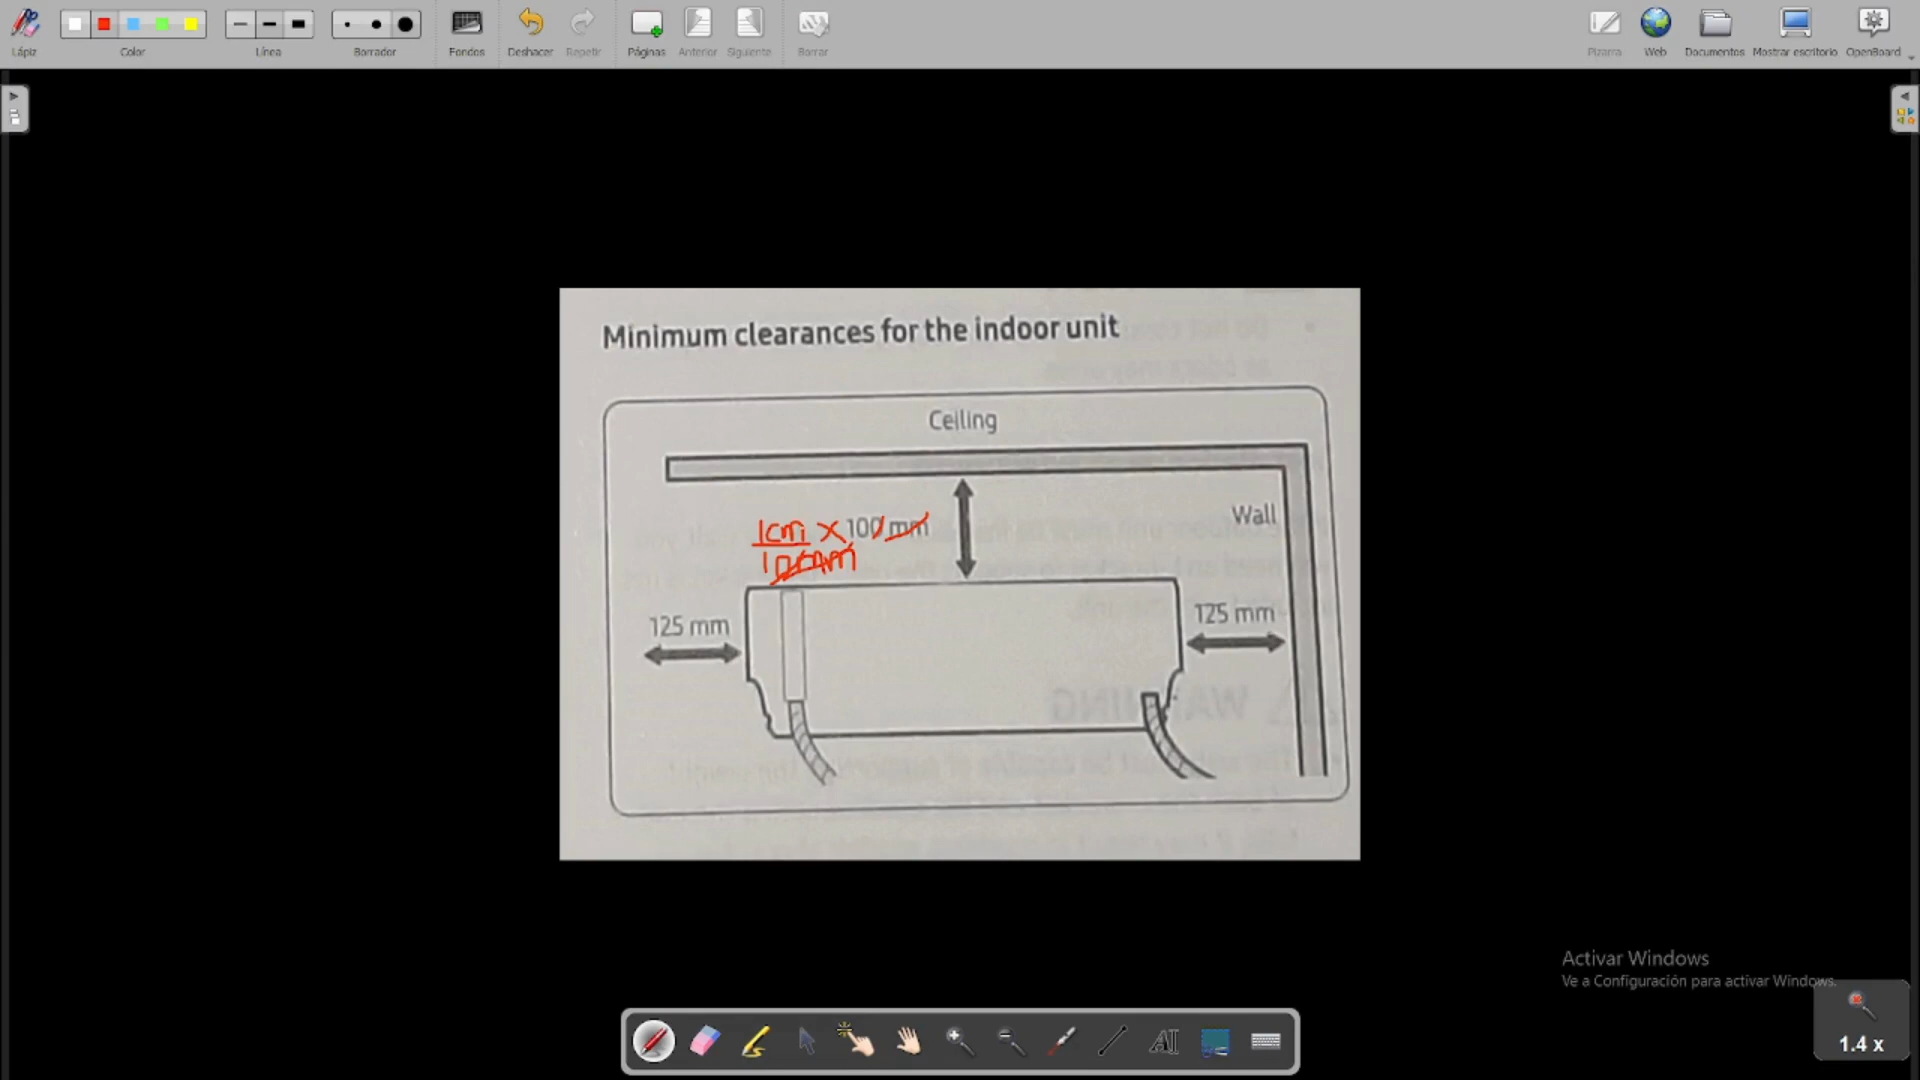 Lápiz
Color
Línea
Borrador
Fondos
Deshacer
Repetir
Páginas
Anterior
Siguiente
Borrar
Pizarra
Web
Documentos
Mostrar escritorio
OpenBoard
Minimum clearances for the indoor unit
Ceiling
1cm x 100 mm
Wall
125 mm
125 mm
WARNING
Activar Windows
Ve a Configuración para activar Windows.
1.4 x